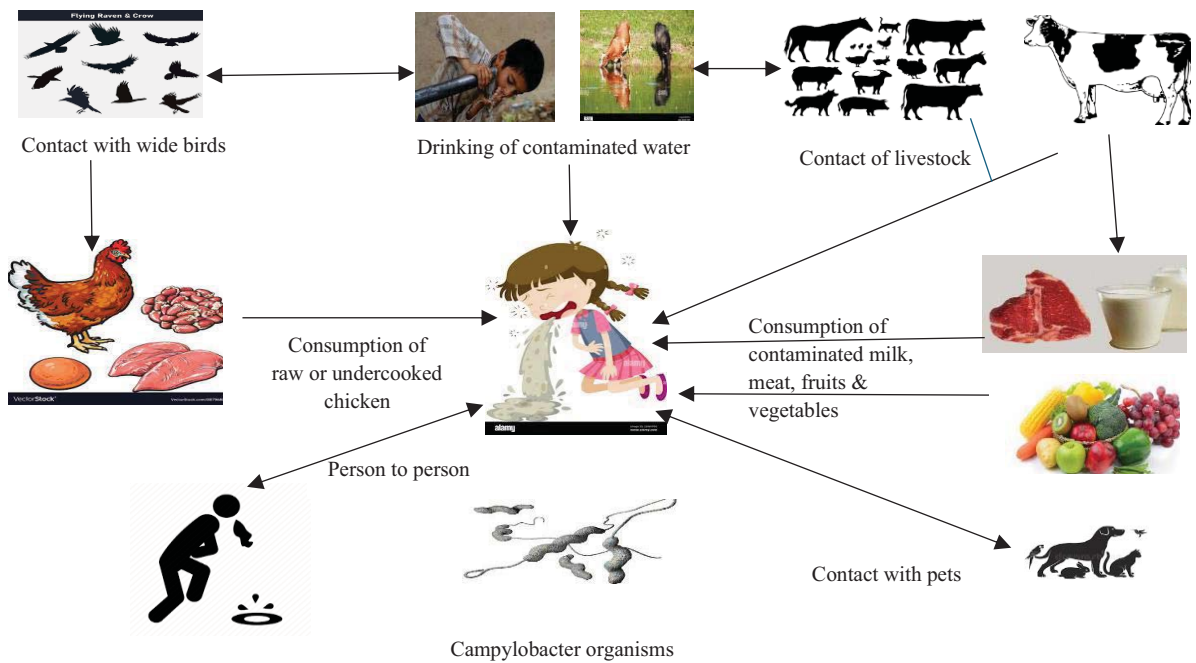 Flying Raven & Crow
Contact with wide birds
Drinking of contaminated water
Contact of livestock
Consumption of
raw or undercooked
chicken
Consumption of
contaminated milk,
meat, fruits &
vegetables
VectorStock
alamy
Person to person
Contact with pets
Campylobacter organisms